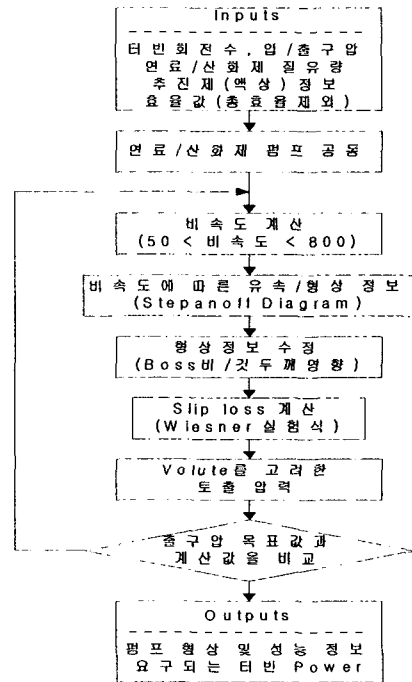 Inputs
터빈회전수, 입/출구압
연료/산화제 질유량
추진제(액상) 정보
효율값(총효율제외)
연료/산화재 펌프 공동
비속도 계산
(50 < 비속도 < 800)
비속도에 따른 유속/형상 정보
(Stepanoff Diagram)
형상정보 수정
(Boss비/깃두께영향)
Slip loss 계산
(Wiesner 실험식)
Volute를 고려한
토출 압력
출구압 목표값과
계산값을 비교
Outputs
펌프 형상 및 성능 정보
요구되는 터빈 Power